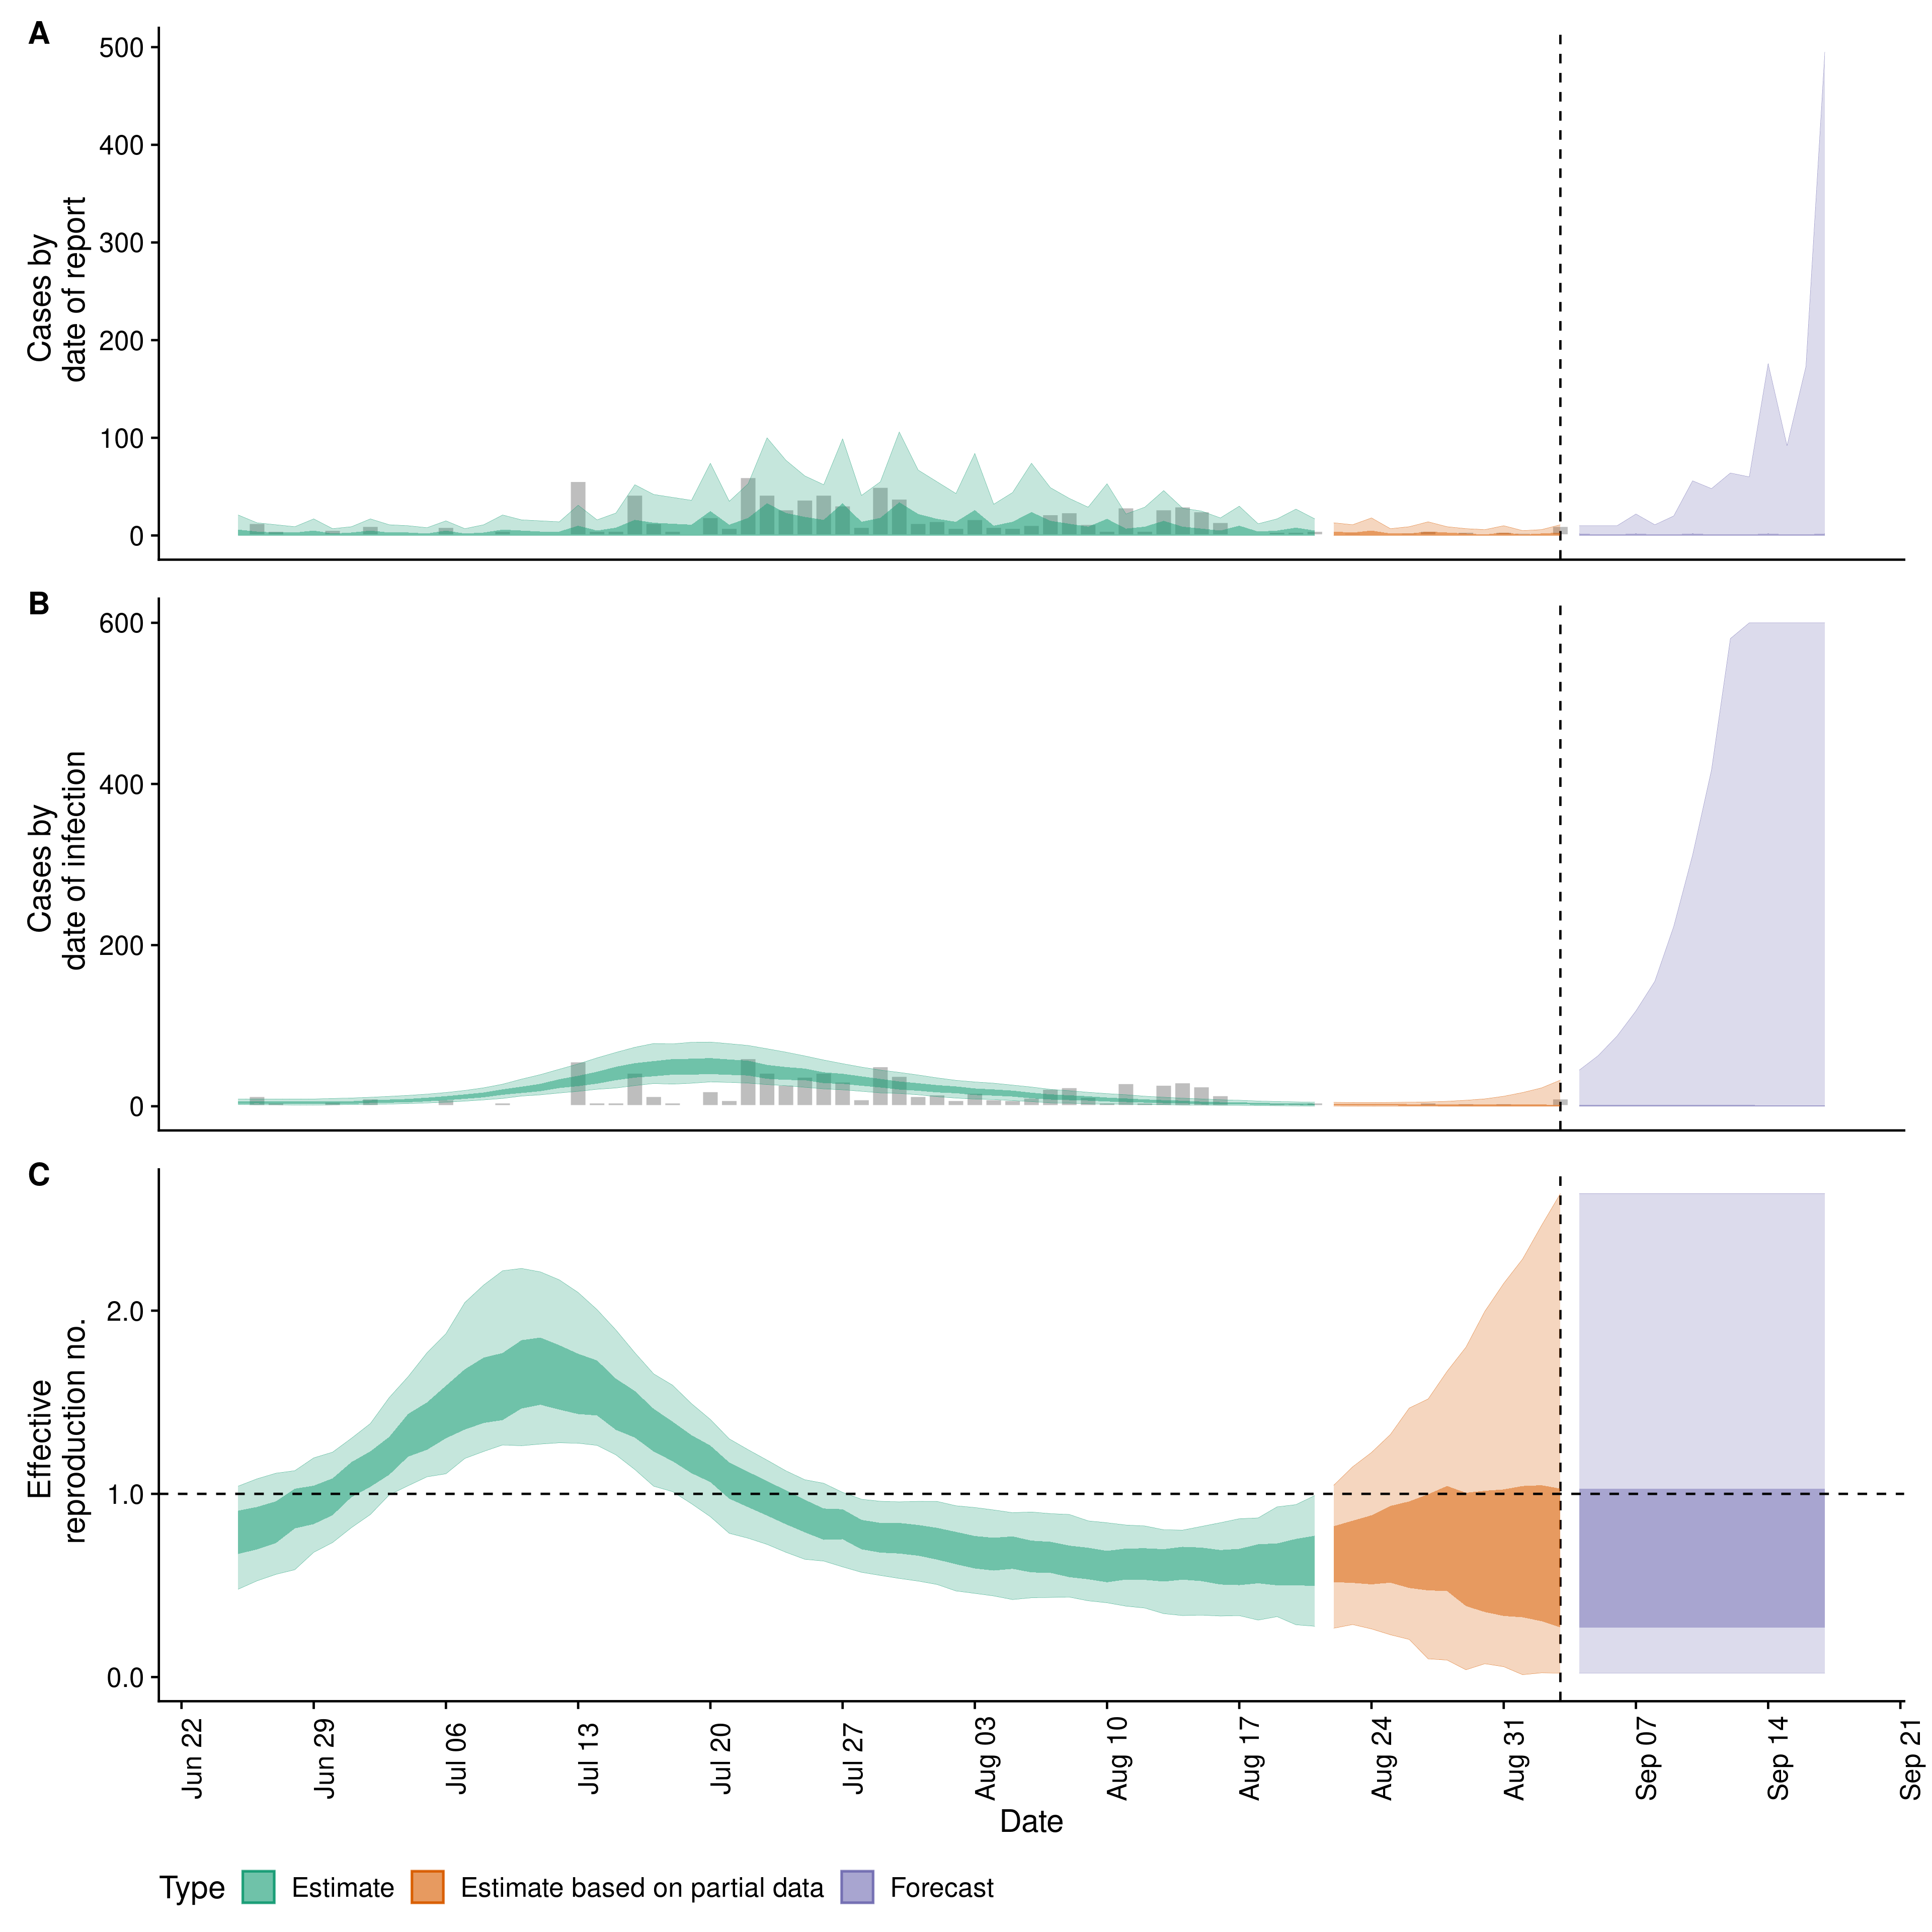 A
500
400
300
200
100
0
Cases by
date of report
B
600
400
200
0
Cases by
date of infection
C
2.0
1.0
0.0
Effective
reproduction no.
Jun 22
Jun 29
Jul 06
Jul 13
Jul 20
Jul 27
Aug 03
Aug 10
Aug 17
Aug 24
Aug 31
Sep 07
Sep 14
Sep 21
Date
Type Estimate Estimate based on partial data Forecast